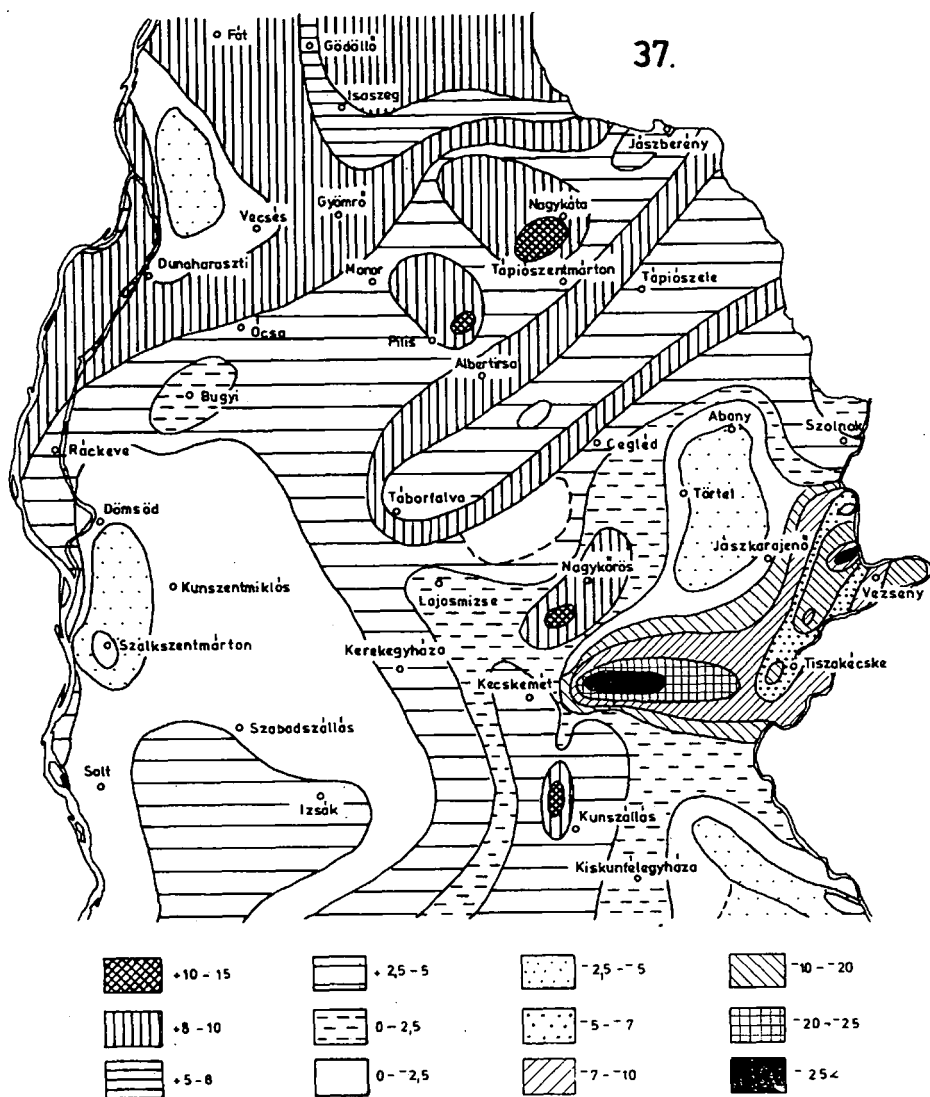 37.
Fót
Gödöllő
Isaszeg
Jászberény
Vecsés
Gyömrő
Nagykáta
Dunaharaszti
Monor
Tápiószentmárton
Tápiószele
Ócsa
Pilis
Albertirsa
Bugyi
Abony
Szolnok
Ráckeve
Cegléd
Táborfalva
Törtel
Dömsöd
Jászkarajenő
Kunszentmiklós
Lajosmizse
Nagykőrös
Vezseny
Szalkszentmárton
Kerekegyháza
Tiszakécske
Kecskemét
Szabadszállás
Solt
Izsák
Kunszállás
Kiskunfélegyháza
+10 - 15
+ 2,5 - 5
-2,5 - -5
-10 - -20
+8 - 10
0 - 2,5
-5 - -7
-20 - -25
+5 - 8
0 - -2,5
-7 - -10
- 25<